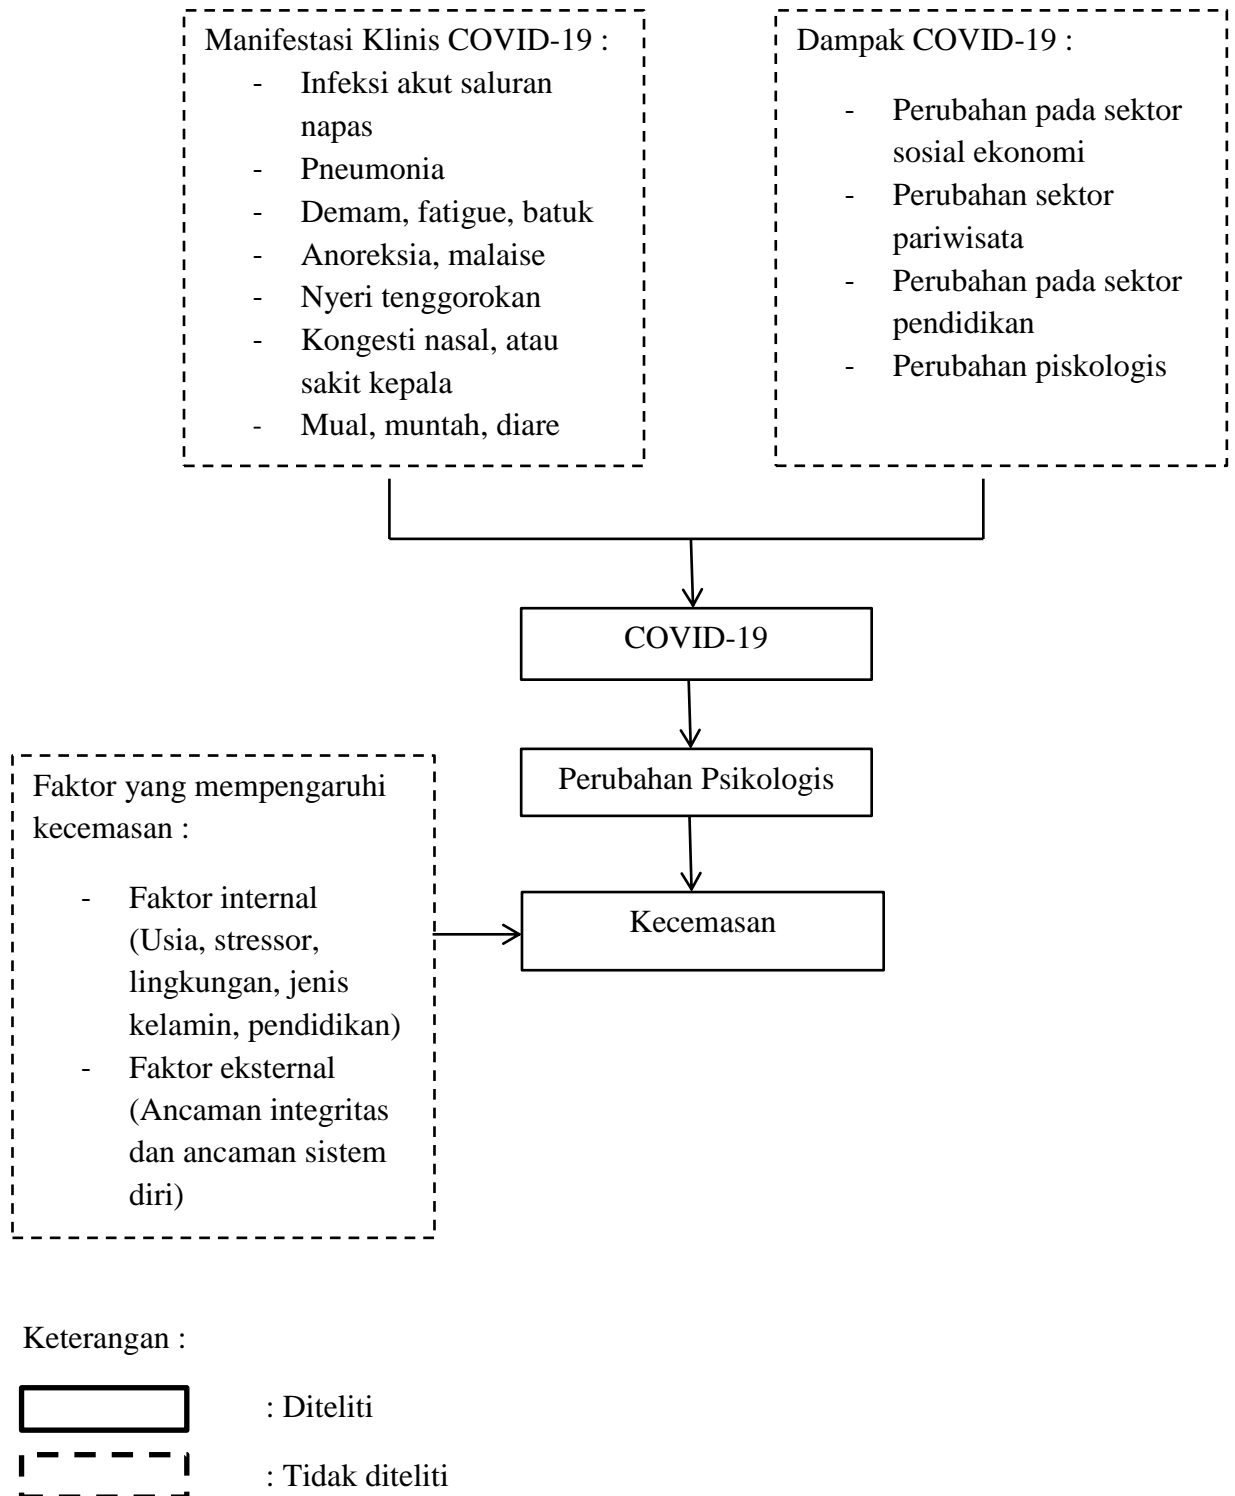 Manifestasi Klinis COVID-19 :
- Infeksi akut saluran
napas
- Pneumonia
- Demam, fatigue, batuk
- Anoreksia, malaise
- Nyeri tenggorokan
- Kongesti nasal, atau
sakit kepala
- Mual, muntah, diare
Dampak COVID-19 :
- Perubahan pada sektor
sosial ekonomi
- Perubahan sektor
pariwisata
- Perubahan pada sektor
pendidikan
- Perubahan piskologis
COVID-19
Perubahan Psikologis
Faktor yang mempengaruhi
kecemasan :
- Faktor internal
(Usia, stressor,
lingkungan, jenis
kelamin, pendidikan)
- Faktor eksternal
(Ancaman integritas
dan ancaman sistem
diri)
Kecemasan
Keterangan :
: Diteliti
: Tidak diteliti